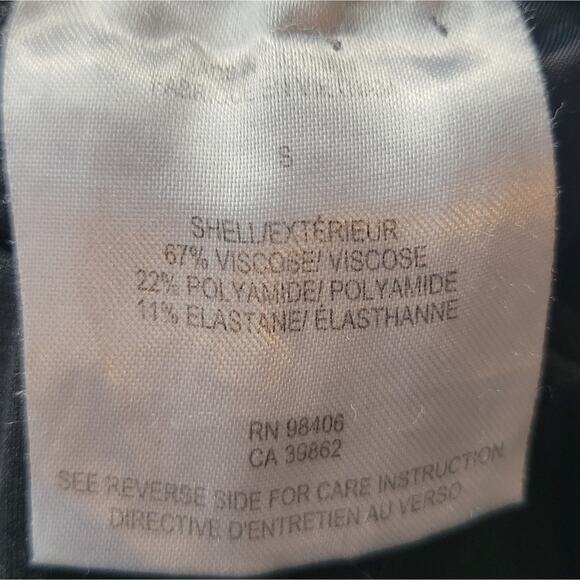 S
SHELL/EXTÉRIEUR
67% VISCOSE/ VISCOSE
22% POLYAMIDE/ POLYAMIDE
11% ELASTANE/ ÉLASTHANNE
RN 98406
CA 39862
SEE REVERSE SIDE FOR CARE INSTRUCTION
DIRECTIVE D'ENTRETIEN AU VERSO